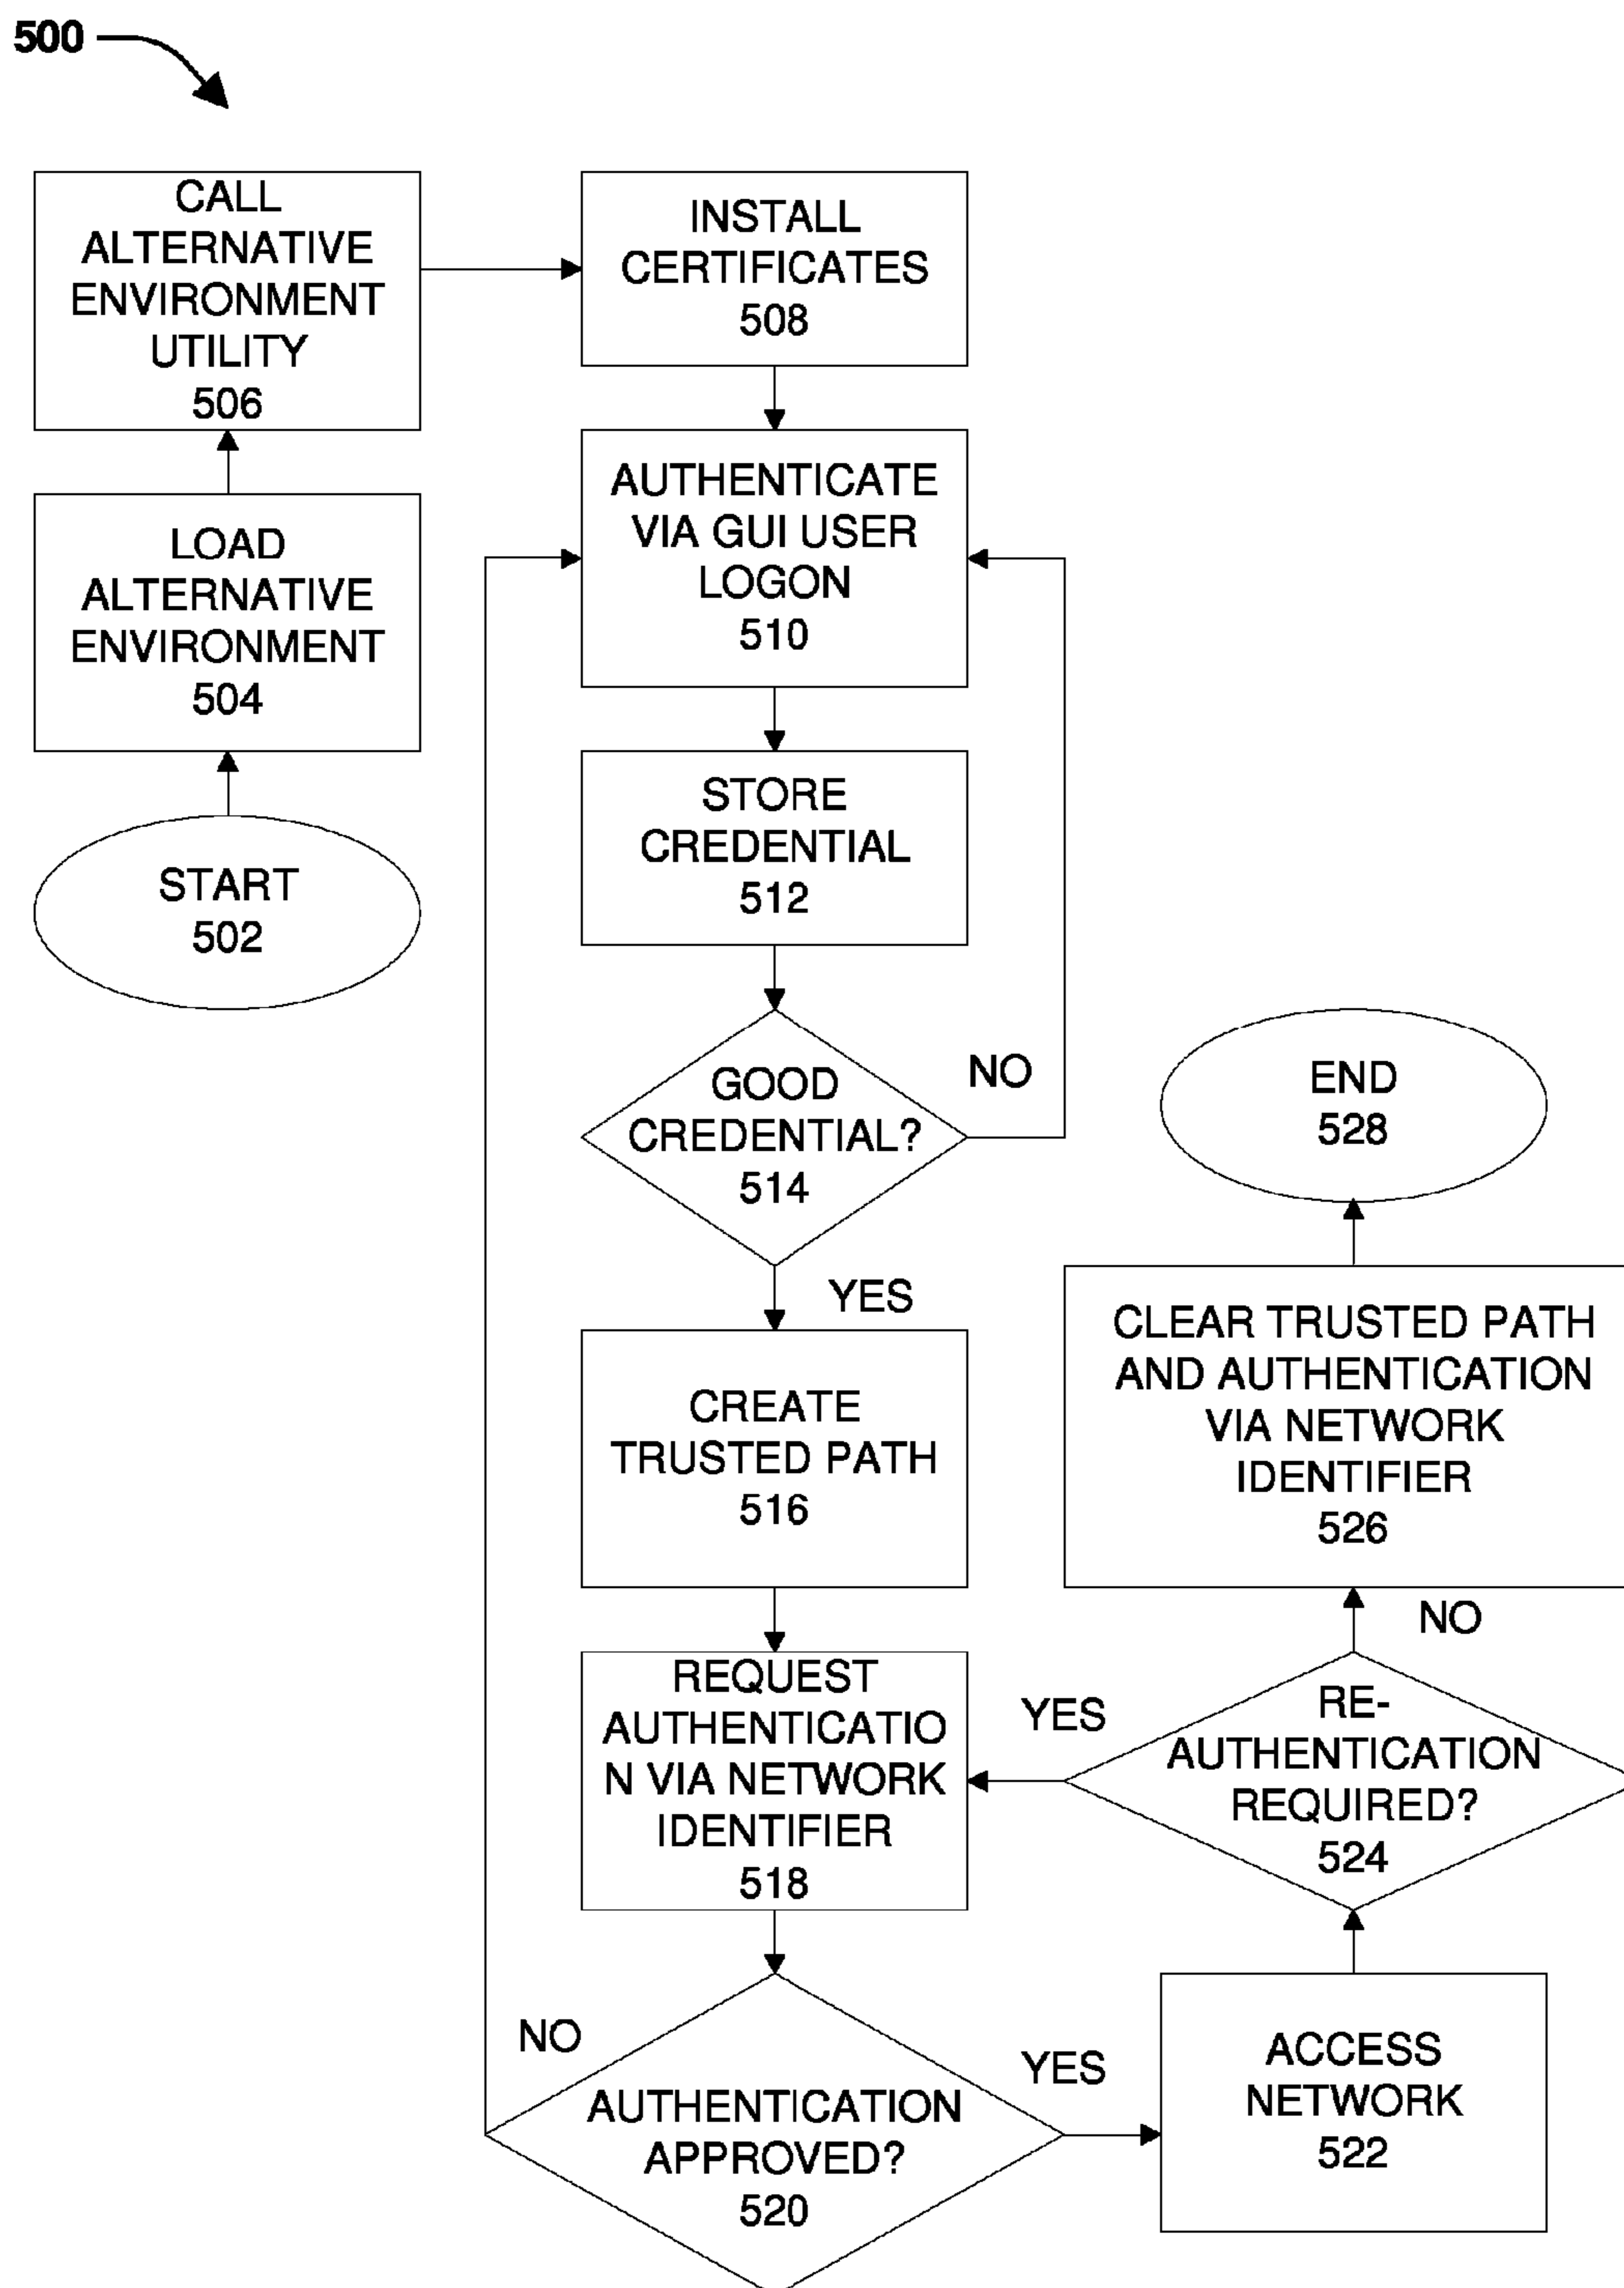 500
CALL
ALTERNATIVE
ENVIRONMENT
UTILITY
506
LOAD
ALTERNATIVE
ENVIRONMENT
504
START
502
INSTALL
CERTIFICATES
508
AUTHENTICATE
VIA GUI USER
LOGON
510
STORE
CREDENTIAL
512
GOOD
CREDENTIAL?
514
NO
YES
CREATE
TRUSTED PATH
516
REQUEST
AUTHENTICATIO
N VIA NETWORK
IDENTIFIER
518
NO
AUTHENTICATION
APPROVED?
520
YES
ACCESS
NETWORK
522
RE-
AUTHENTICATION
REQUIRED?
524
YES
NO
CLEAR TRUSTED PATH
AND AUTHENTICATION
VIA NETWORK
IDENTIFIER
526
END
528